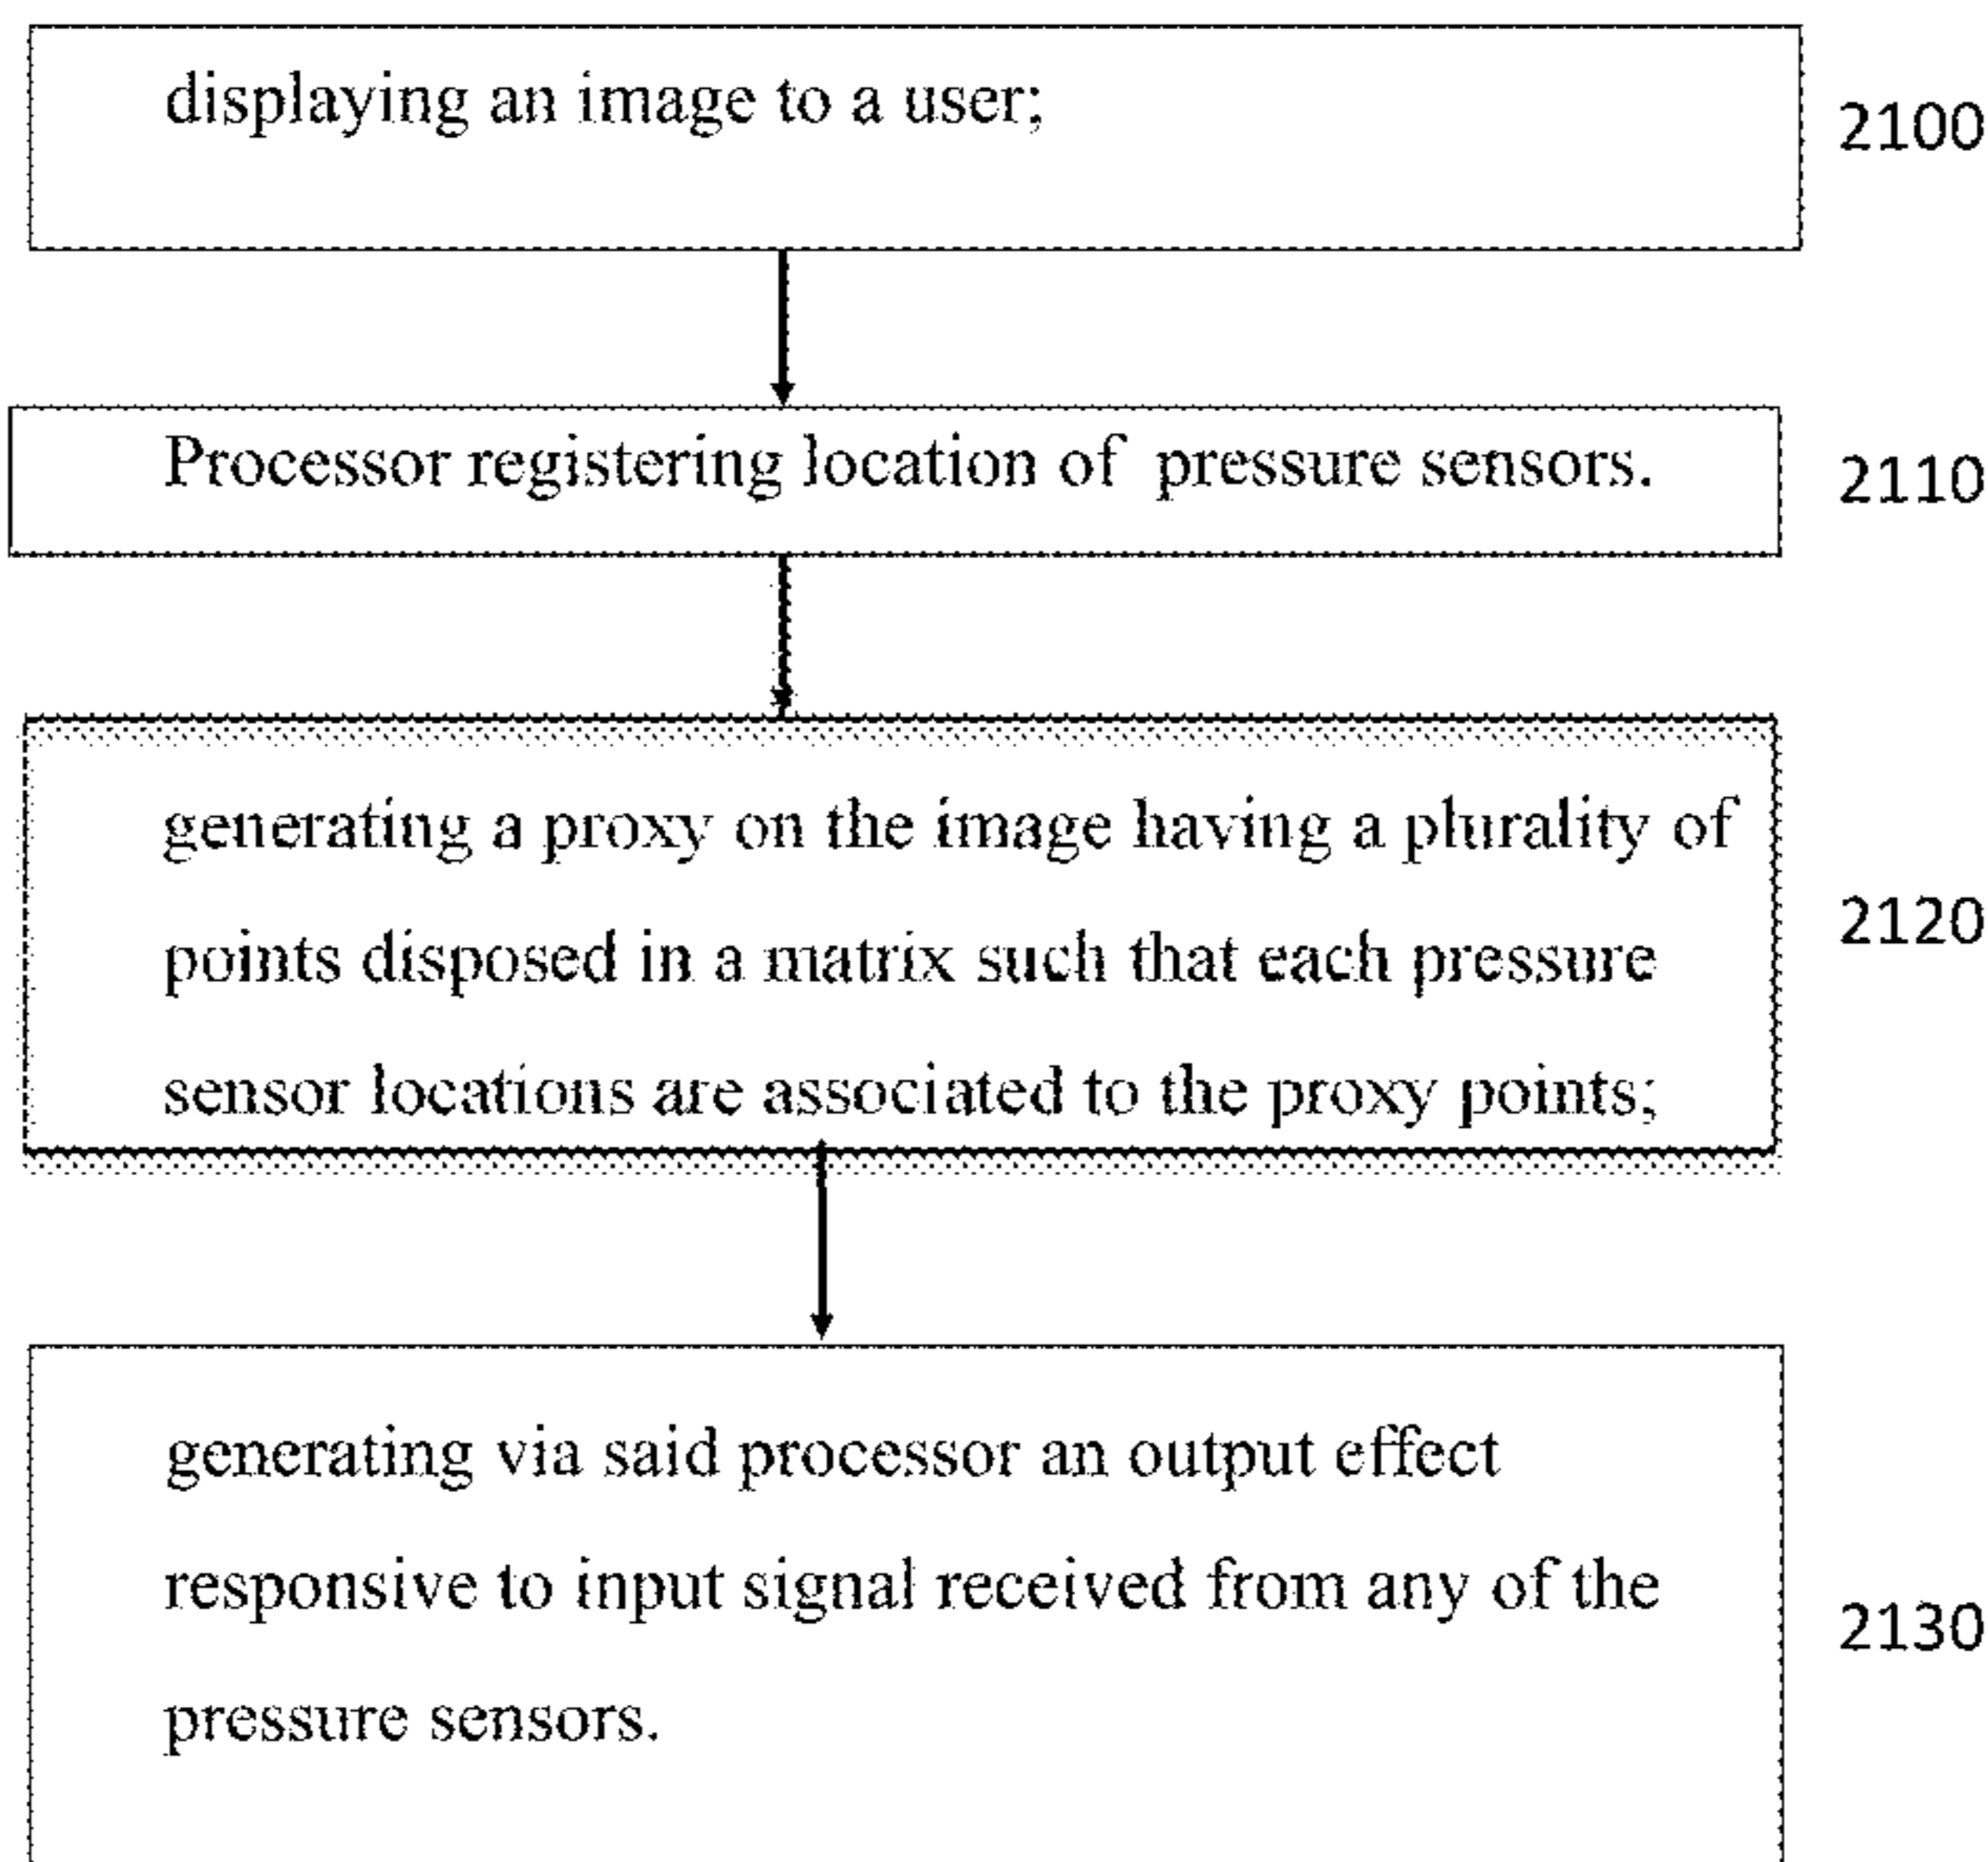 displaying an image to a user;
2100
Processor registering location of pressure sensors.
2110
generating a proxy on the image having a plurality of
points disposed in a matrix such that each pressure
sensor locations are associated to the proxy points;
2120
generating via said processor an output effect
responsive to input signal received from any of the
pressure sensors.
2130